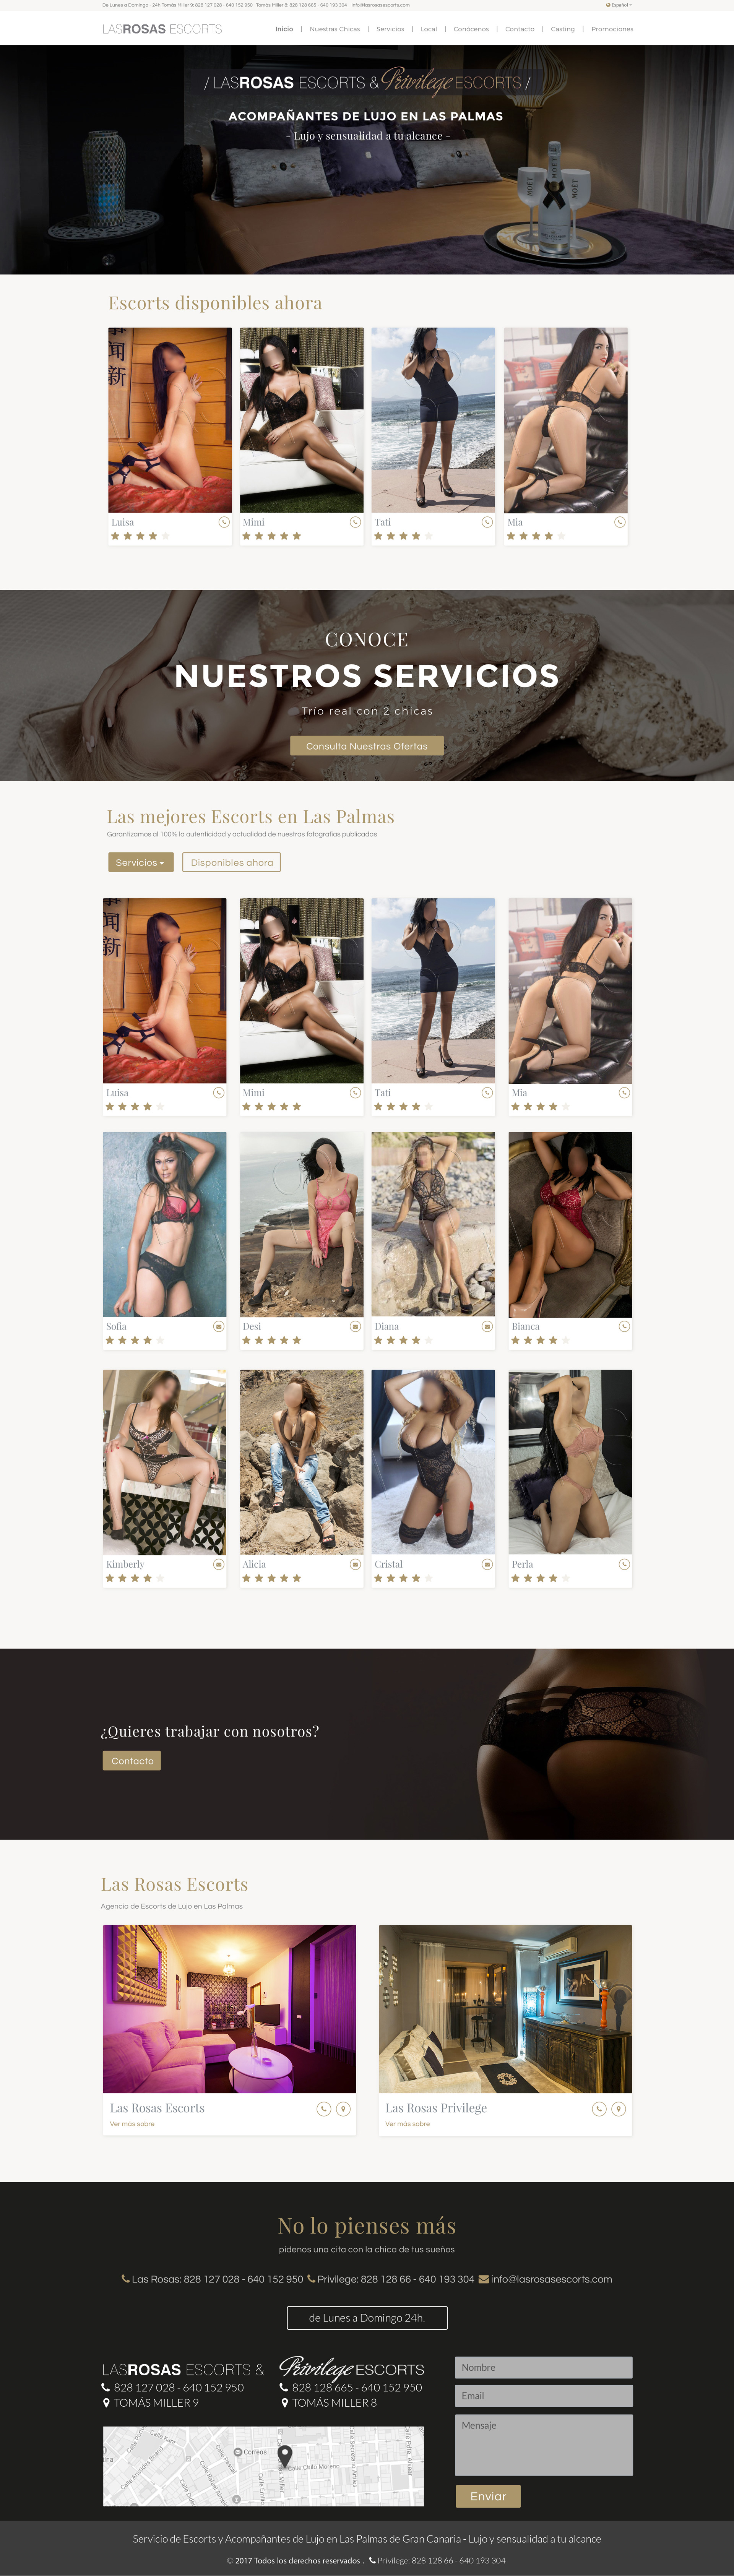 De Lunes a Domingo - 24h Tomás Miller 9: 828 127 028 - 640 152 950 Tomás Miller 8: 828 128 665 - 640 193 304 info@lasrosasescorts.com
Español
LASROSAS ESCORTS
Inicio | Nuestras Chicas | Servicios | Local | Conócenos | Contacto | Casting | Promociones
/ LASROSAS ESCORTS & Privilege ESCORTS /
ACOMPAÑANTES DE LUJO EN LAS PALMAS
- Lujo y sensualidad a tu alcance -
MOËT
MOËT
Escorts disponibles ahora
Luisa
Mimi
Tati
Mia
CONOCE
NUESTROS SERVICIOS
Trío real con 2 chicas
Consulta Nuestras Ofertas
Las mejores Escorts en Las Palmas
Garantizamos al 100% la autenticidad y actualidad de nuestras fotografías publicadas
Servicios
Disponibles ahora
Luisa
Mimi
Tati
Mia
Sofia
Desi
Diana
Bianca
Kimberly
Alicia
Cristal
Perla
¿Quieres trabajar con nosotros?
Contacto
Las Rosas Escorts
Agencia de Escorts de Lujo en Las Palmas
Las Rosas Escorts
Ver más sobre
Las Rosas Privilege
Ver más sobre
No lo pienses más
pídenos una cita con la chica de tus sueños
Las Rosas: 828 127 028 - 640 152 950 Privilege: 828 128 66 - 640 193 304 info@lasrosasescorts.com
de Lunes a Domingo 24h.
LASROSAS ESCORTS &
828 127 028 - 640 152 950
TOMÁS MILLER 9
Privilege ESCORTS
828 128 665 - 640 152 950
TOMÁS MILLER 8
Correos
Calle Cirilo Moreno
Nombre
Email
Mensaje
Enviar
Servicio de Escorts y Acompañantes de Lujo en Las Palmas de Gran Canaria - Lujo y sensualidad a tu alcance
© 2017 Todos los derechos reservados . Privilege: 828 128 66 - 640 193 304